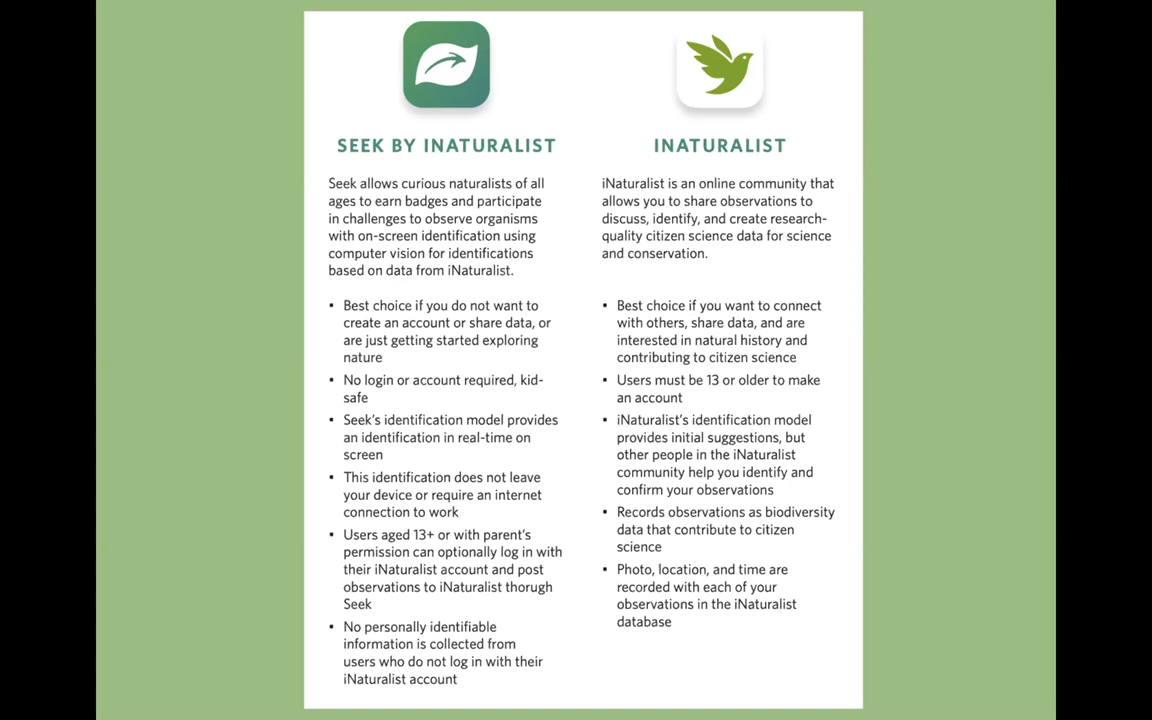 SEEK BY INATURALIST
Seek allows curious naturalists of all
ages to earn badges and participate
in challenges to observe organisms
with on-screen identification using
computer vision for identifications
based on data from iNaturalist.
• Best choice if you do not want to
create an account or share data, or
are just getting started exploring
nature
• No login or account required, kid-
safe
• Seek's identification model provides
an identification in real-time on
screen
• This identification does not leave
your device or require an internet
connection to work
• Users aged 13+ or with parent's
permission can optionally log in with
their iNaturalist account and post
observations to iNaturalist thorugh
Seek
• No personally identifiable
information is collected from
users who do not log in with their
iNaturalist account
INATURALIST
iNaturalist is an online community that
allows you to share observations to
discuss, identify, and create research-
quality citizen science data for science
and conservation.
• Best choice if you want to connect
with others, share data, and are
interested in natural history and
contributing to citizen science
• Users must be 13 or older to make
an account
• iNaturalist's identification model
provides initial suggestions, but
other people in the iNaturalist
community help you identify and
confirm your observations
• Records observations as biodiversity
data that contribute to citizen
science
• Photo, location, and time are
recorded with each of your
observations in the iNaturalist
database